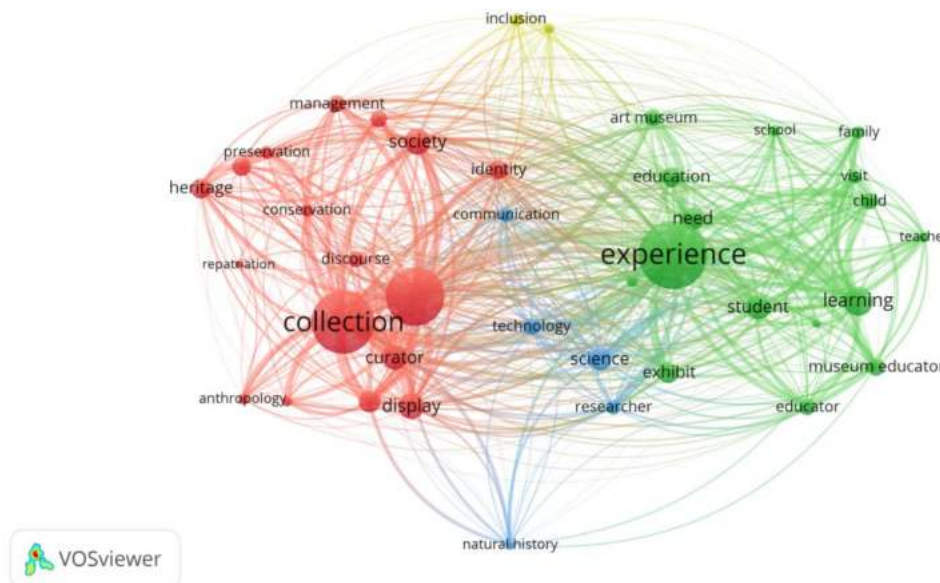 inclusion
management
art museum
school
family
society
preservation
identity
education
visit
heritage
child
conservation
communication
need
teache
repatriation
discourse
experience
collection
student
learning
technology
curator
science
exhibit
museum educator
anthropology
display
researcher
educator
natural history
VOSviewer